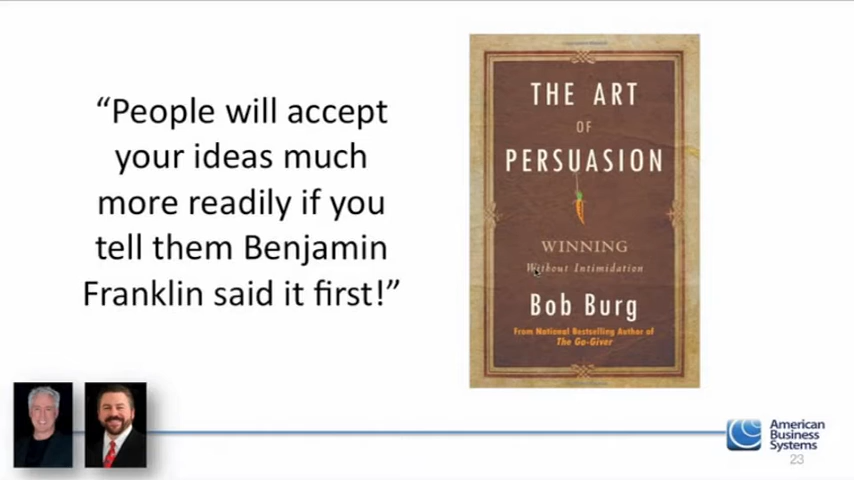 “People will accept
your ideas much
more readily if you
tell them Benjamin
Franklin said it first!”
THE ART
OF
PERSUASION
WINNING
Without Intimidation
Bob Burg
From National Bestselling Author of
The Go-Giver
American
Business
Systems
23